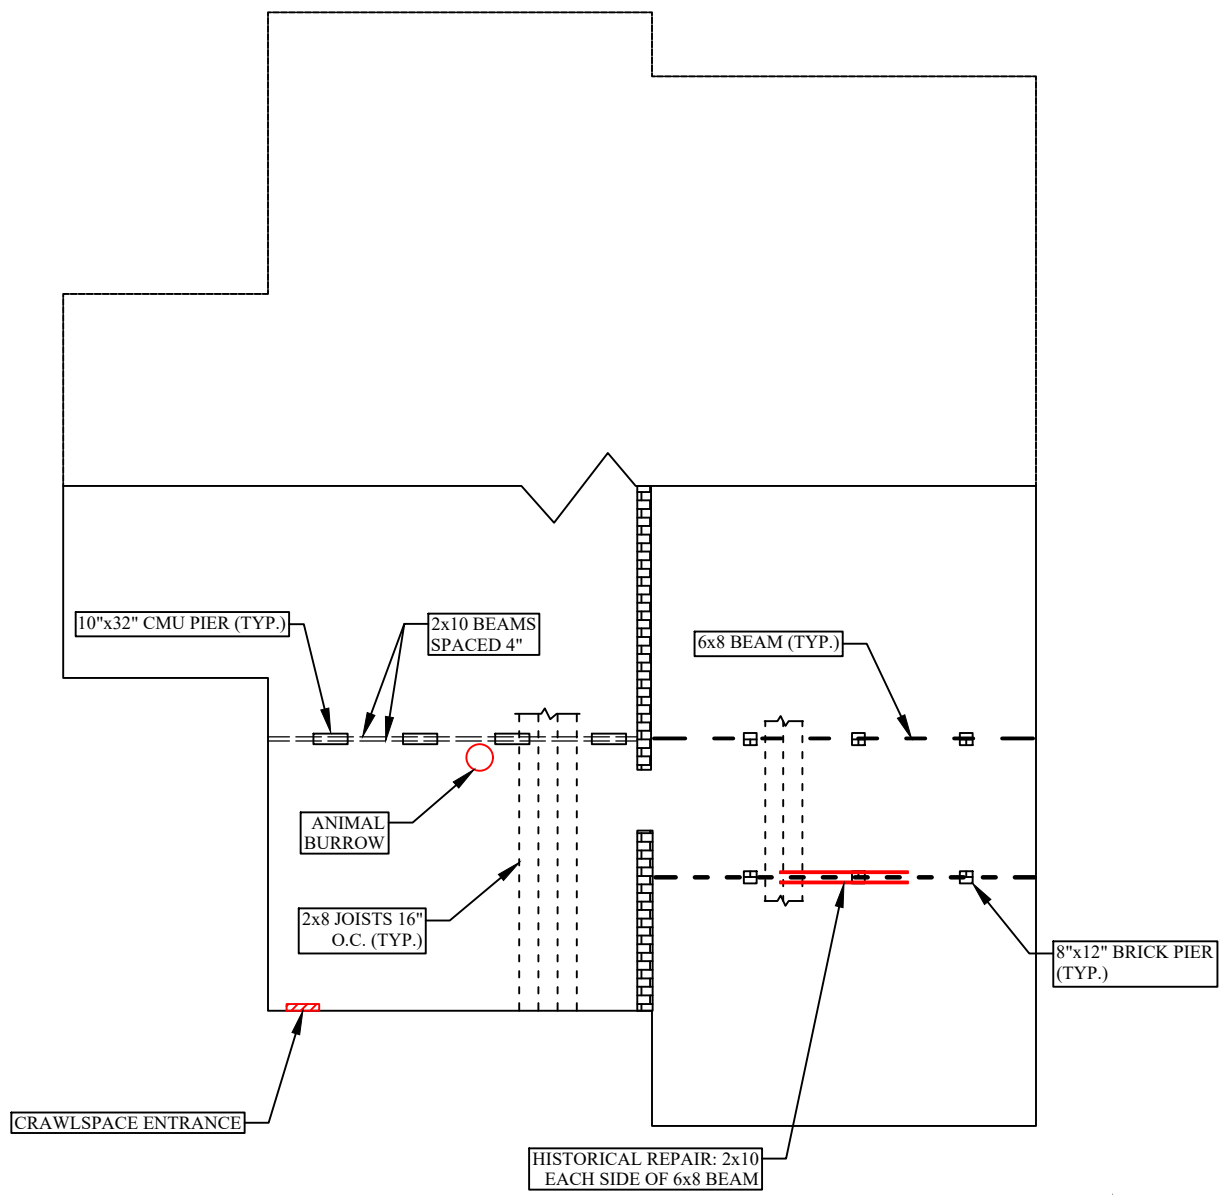 10"x32" CMU PIER (TYP.)
2x10 BEAMS
SPACED 4"
6x8 BEAM (TYP.)
ANIMAL
BURROW
2x8 JOISTS 16"
O.C. (TYP.)
8"x12" BRICK PIER
(TYP.)
CRAWLSPACE ENTRANCE
HISTORICAL REPAIR: 2x10
EACH SIDE OF 6x8 BEAM